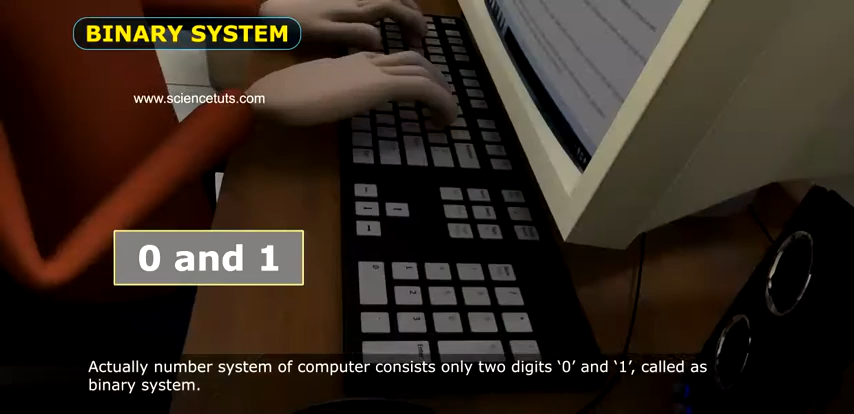 BINARY SYSTEM
www.sciencetuts.com
0 and 1
Actually number system of computer consists only two digits ‘0’ and ‘1’, called as
binary system.